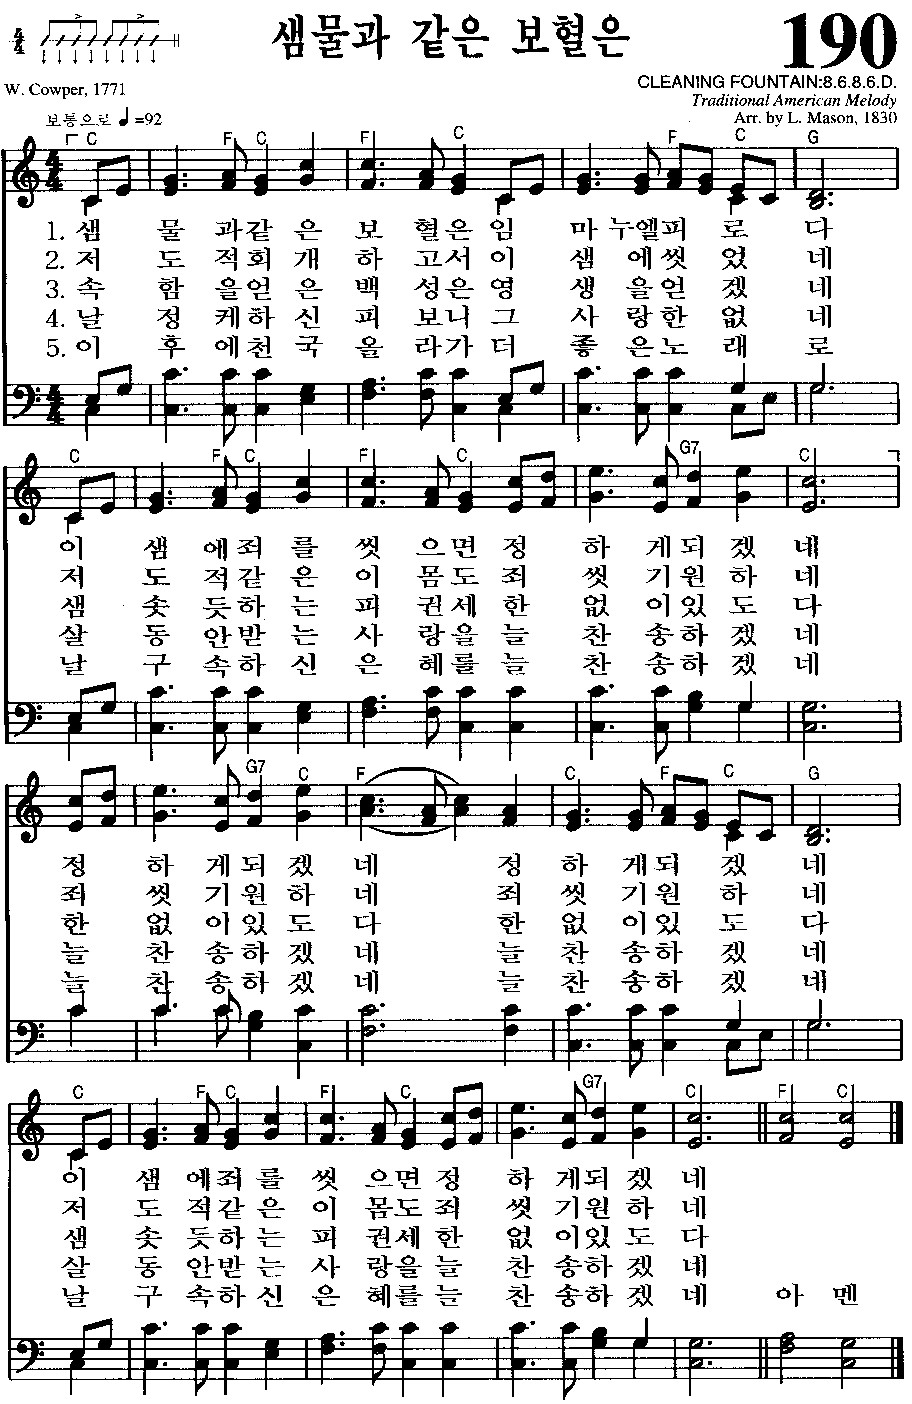 4/4 샘물과 같은 보혈은 190
CLEANING FOUNTAIN:8.6.8.6.D.
W. Cowper, 1771 Traditional American Melody
보통으로 ♩=92 Arr. by L. Mason, 1830
C F C F C F C G
1. 샘 물 과같 은 보 혈은임 마 누엘피 로 다
2. 저 도 적회 개 하 고서이 샘 에씻 었 네
3. 속 함 을얻 은 백 성은영 생 을얻 겠 네
4. 날 정 케하 신 피 보니그 사 랑한 없 네
5. 이 후 에천 국 올 라가더 좋 은노 래 로
C F C F C G7 C
이 샘 에죄 를 씻 으면정 하 게되 겠 네
저 도 적같 은 이 몸도죄 씻 기원 하 네
샘 솟 듯하 는 피 권세한 없 이있 도 다
살 동 안받 는 사 랑을늘 찬 송하 겠 네
날 구 속하 신 은 혜를늘 찬 송하 겠 네
G7 C F C F C G
정 하 게되 겠 네 정 하 게되 겠 네
죄 씻 기원 하 네 죄 씻 기원 하 네
한 없 이있 도 다 한 없 이있 도 다
늘 찬 송하 겠 네 늘 찬 송하 겠 네
늘 찬 송하 겠 네 늘 찬 송하 겠 네
C F C F C G7 C F C
이 샘 에죄 를 씻 으면정 하 게되 겠 네
저 도 적같 은 이 몸도죄 씻 기원 하 네
샘 솟 듯하 는 피 권세한 없 이있 도 다
살 동 안받 는 사 랑을늘 찬 송하 겠 네
날 구 속하 신 은 혜를늘 찬 송하 겠 네 아 멘